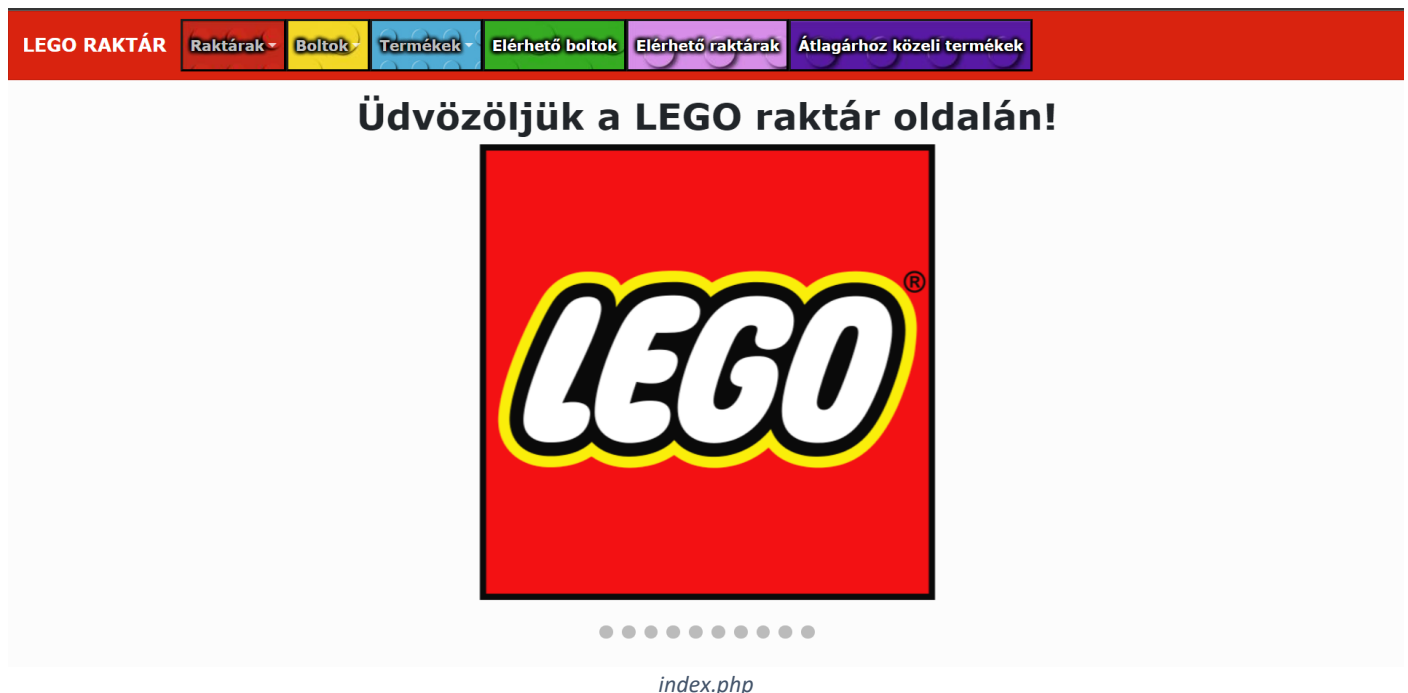 LEGO RAKTÁR Raktárak Boltok Termékek Elérhető boltok Elérhető raktárak Átlagárhoz közeli termékek
Üdvözöljük a LEGO raktár oldalán!
LEGO®
index.php